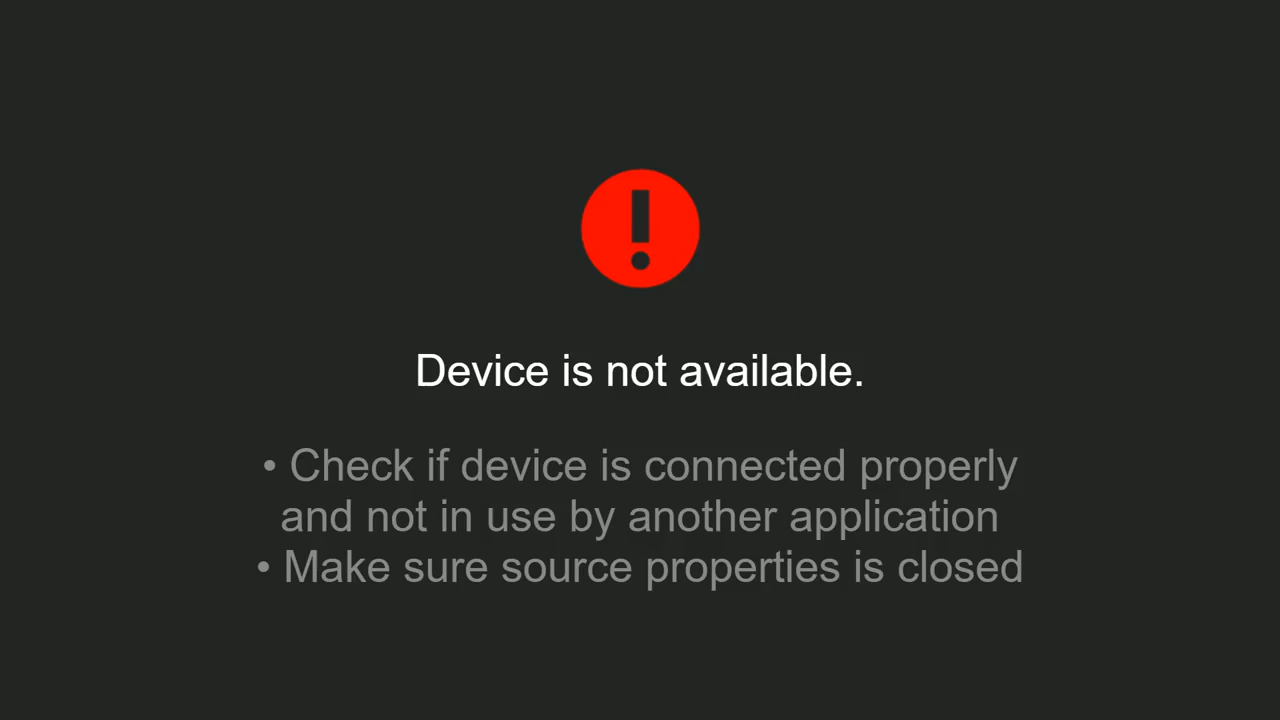 Device is not available.
• Check if device is connected properly
and not in use by another application
• Make sure source properties is closed